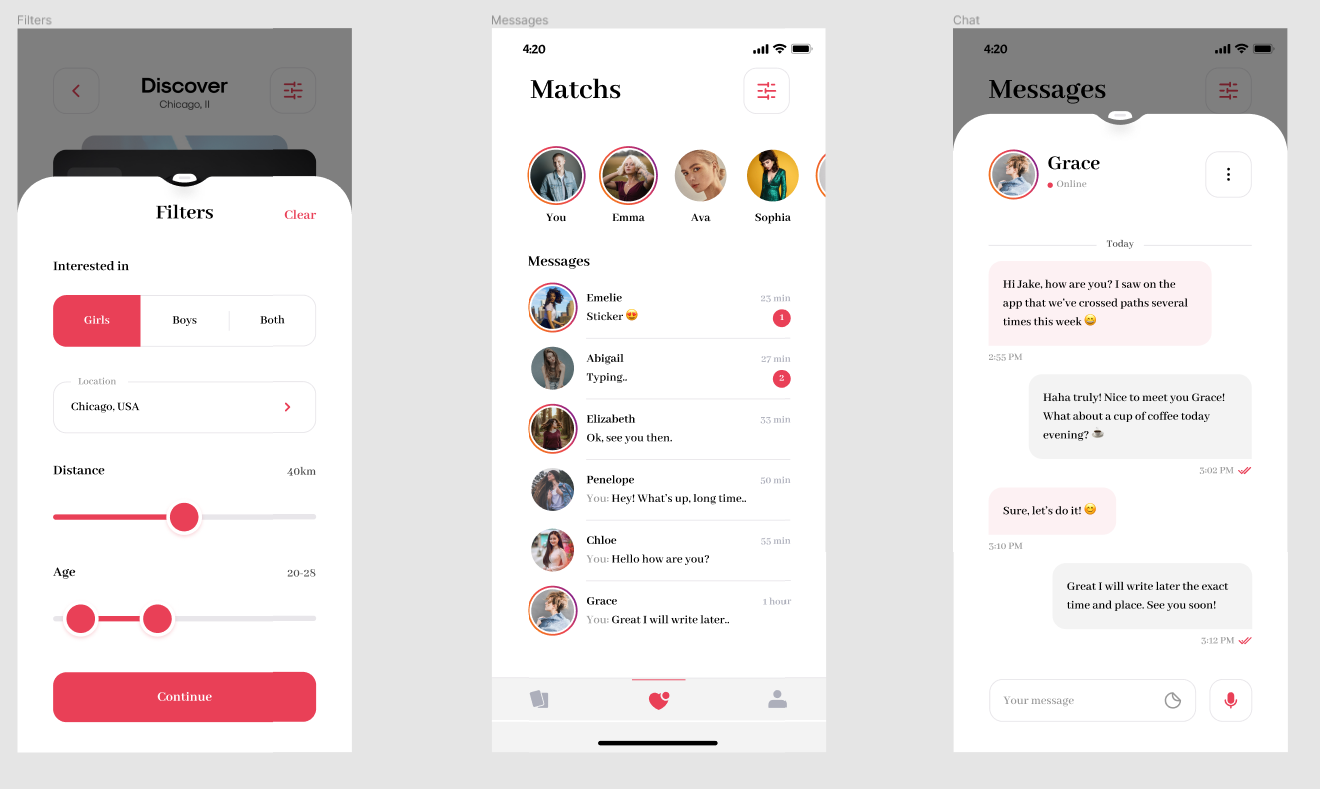 Filters
Discover
Chicago, Il
Filters
Clear
Interested in
Girls
Boys
Both
Location
Chicago, USA
Distance
40km
Age
20-28
Continue
Messages
4:20
Matchs
You
Emma
Ava
Sophia
Messages
Emelie
23 min
Sticker 😍
1
Abigail
27 min
Typing..
2
Elizabeth
33 min
Ok, see you then.
Penelope
50 min
You: Hey! What's up, long time..
Chloe
55 min
You: Hello how are you?
Grace
1 hour
You: Great I will write later..
Chat
4:20
Messages
Grace
Online
Today
Hi Jake, how are you? I saw on the
app that we've crossed paths several
times this week 😄
2:55 PM
Haha truly! Nice to meet you Grace!
What about a cup of coffee today
evening? ☕
3:02 PM
Sure, let's do it! 😊
3:10 PM
Great I will write later the exact
time and place. See you soon!
3:12 PM
Your message